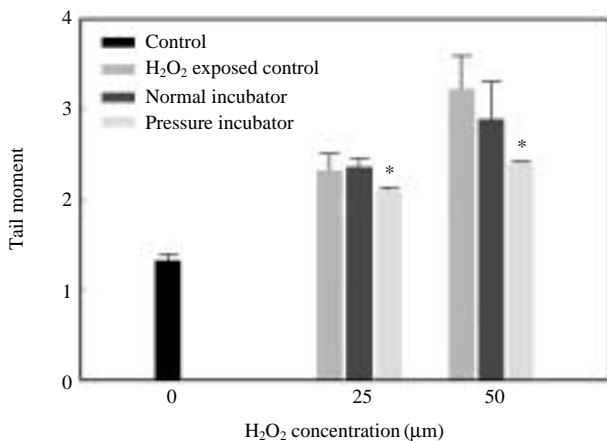 4
3
2
1
0
Tail moment
Control
H₂O₂ exposed control
Normal incubator
Pressure incubator
*
*
0 25 50
H₂O₂ concentration (μm)